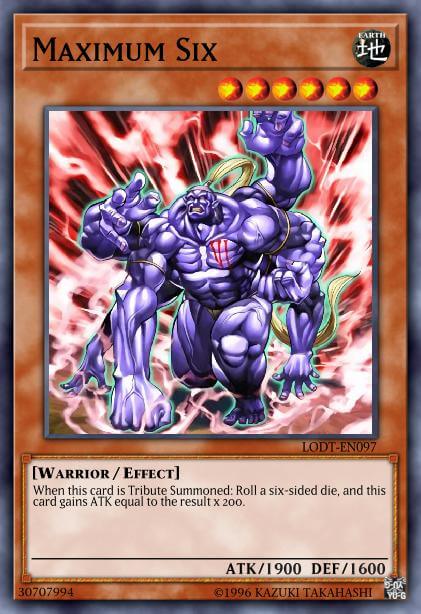 Maximum Six
EARTH
地
LODT-EN097
[Warrior / Effect]
When this card is Tribute Summoned: Roll a six-sided die, and this
card gains ATK equal to the result x 200.
ATK/1900 DEF/1600
30707994
©1996 KAZUKI TAKAHASHI